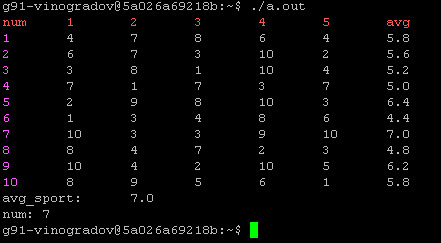 g91-vinogradov@5a026a69218b:~$ ./a.out
num 1 2 3 4 5 avg
1 4 7 8 6 4 5.8
2 6 7 3 10 2 5.6
3 3 8 1 10 4 5.2
4 7 1 7 3 7 5.0
5 2 9 8 10 3 6.4
6 1 3 4 8 6 4.4
7 10 3 3 9 10 7.0
8 8 4 7 2 3 4.8
9 10 4 2 10 5 6.2
10 8 9 5 6 1 5.8
avg_sport: 7.0
num: 7
g91-vinogradov@5a026a69218b:~$